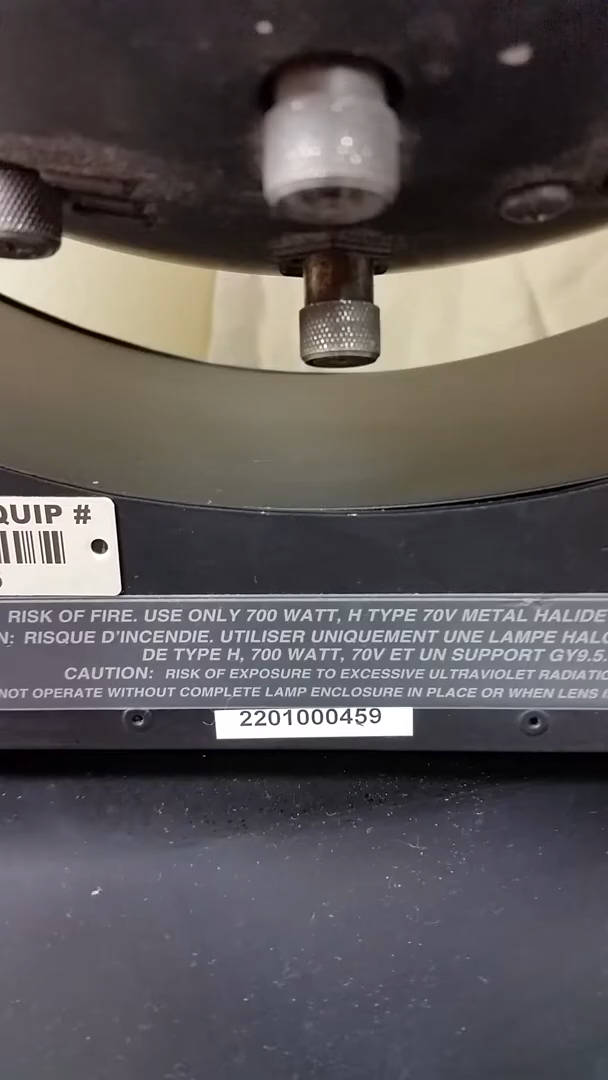 QUIP #
RISK OF FIRE. USE ONLY 700 WATT, H TYPE 70V METAL HALIDE
N: RISQUE D'INCENDIE. UTILISER UNIQUEMENT UNE LAMPE HALO
DE TYPE H, 700 WATT, 70V ET UN SUPPORT GY9.5.
CAUTION: RISK OF EXPOSURE TO EXCESSIVE ULTRAVIOLET RADIATIO
NOT OPERATE WITHOUT COMPLETE LAMP ENCLOSURE IN PLACE OR WHEN LENS
2201000459